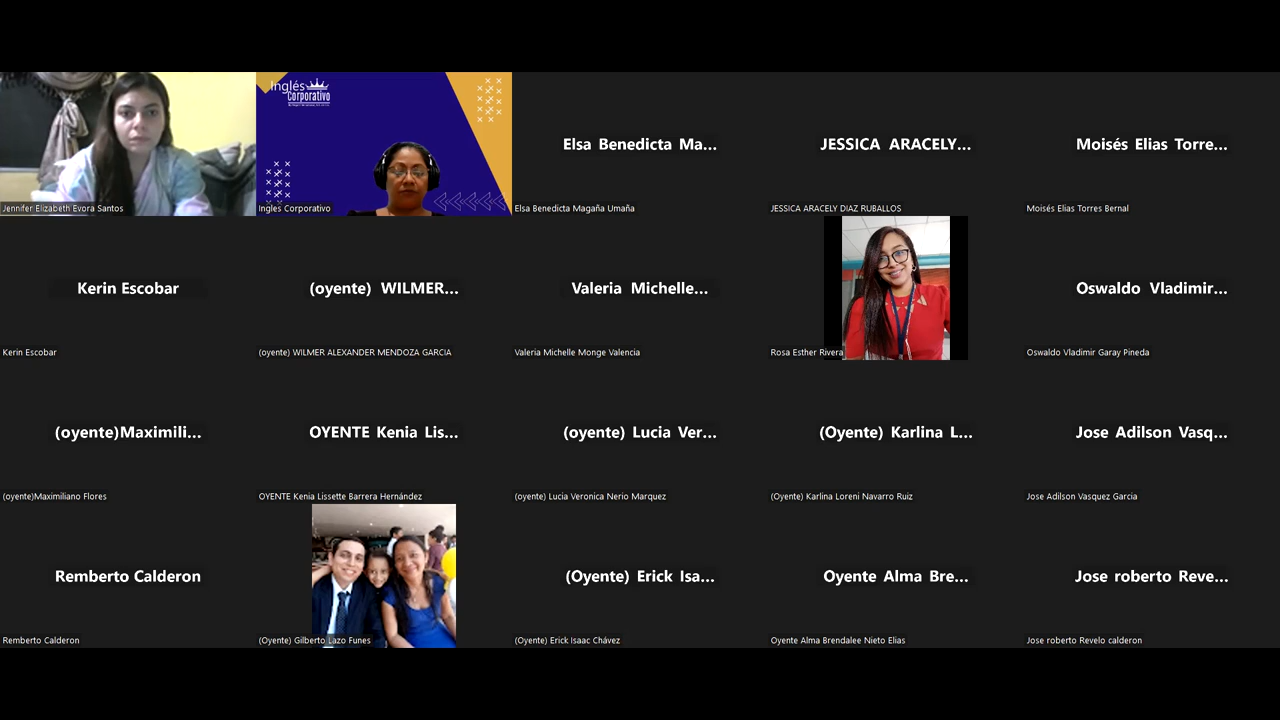 Inglés
Corporativo
Elsa Benedicta Ma...
JESSICA ARACELY...
Moisés Elias Torre...
Jennifer Elizabeth Evora Santos
Ingles Corporativo
Elsa Benedicta Magaña Umaña
JESSICA ARACELY DIAZ RUBALLOS
Moisés Elias Torres Bernal
Kerin Escobar
(oyente) WILMER...
Valeria Michelle...
Oswaldo Vladimir...
Kerin Escobar
(oyente) WILMER ALEXANDER MENDOZA GARCIA
Valeria Michelle Monge Valencia
Rosa Esther Rivera
Oswaldo Vladimir Garay Pineda
(oyente)Maximili...
OYENTE Kenia Lis...
(oyente) Lucia Ver...
(Oyente) Karlina L...
Jose Adilson Vasq...
(oyente)Maximiliano Flores
OYENTE Kenia Lissette Barrera Hernández
(oyente) Lucia Veronica Nerio Marquez
(Oyente) Karlina Loreni Navarro Ruiz
Jose Adilson Vasquez Garcia
Remberto Calderon
(Oyente) Erick Isa...
Oyente Alma Bre...
Jose roberto Reve...
Remberto Calderon
(Oyente) Gilberto Lazo Funes
(Oyente) Erick Isaac Chávez
Oyente Alma Brendalee Nieto Elias
Jose roberto Revelo calderon